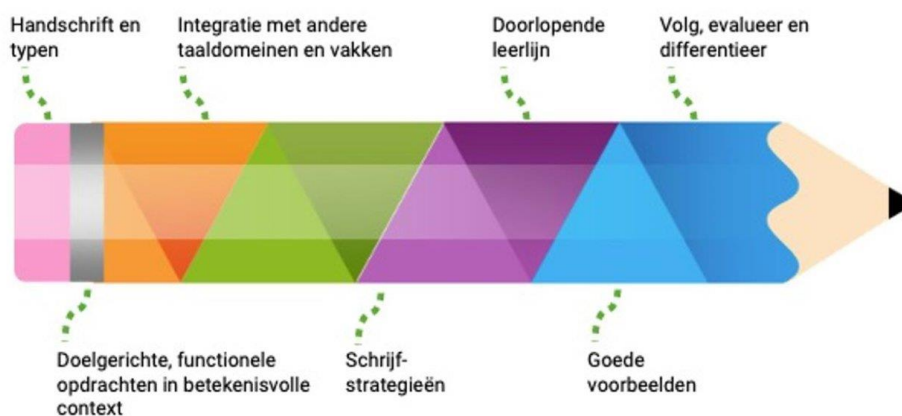 Handschrift en
typen
Integratie met andere
taaldomeinen en vakken
Doorlopende
leerlijn
Volg, evalueer en
differentieer
Doelgerichte, functionele
opdrachten in betekenisvolle
context
Schrijf-
strategieën
Goede
voorbeelden